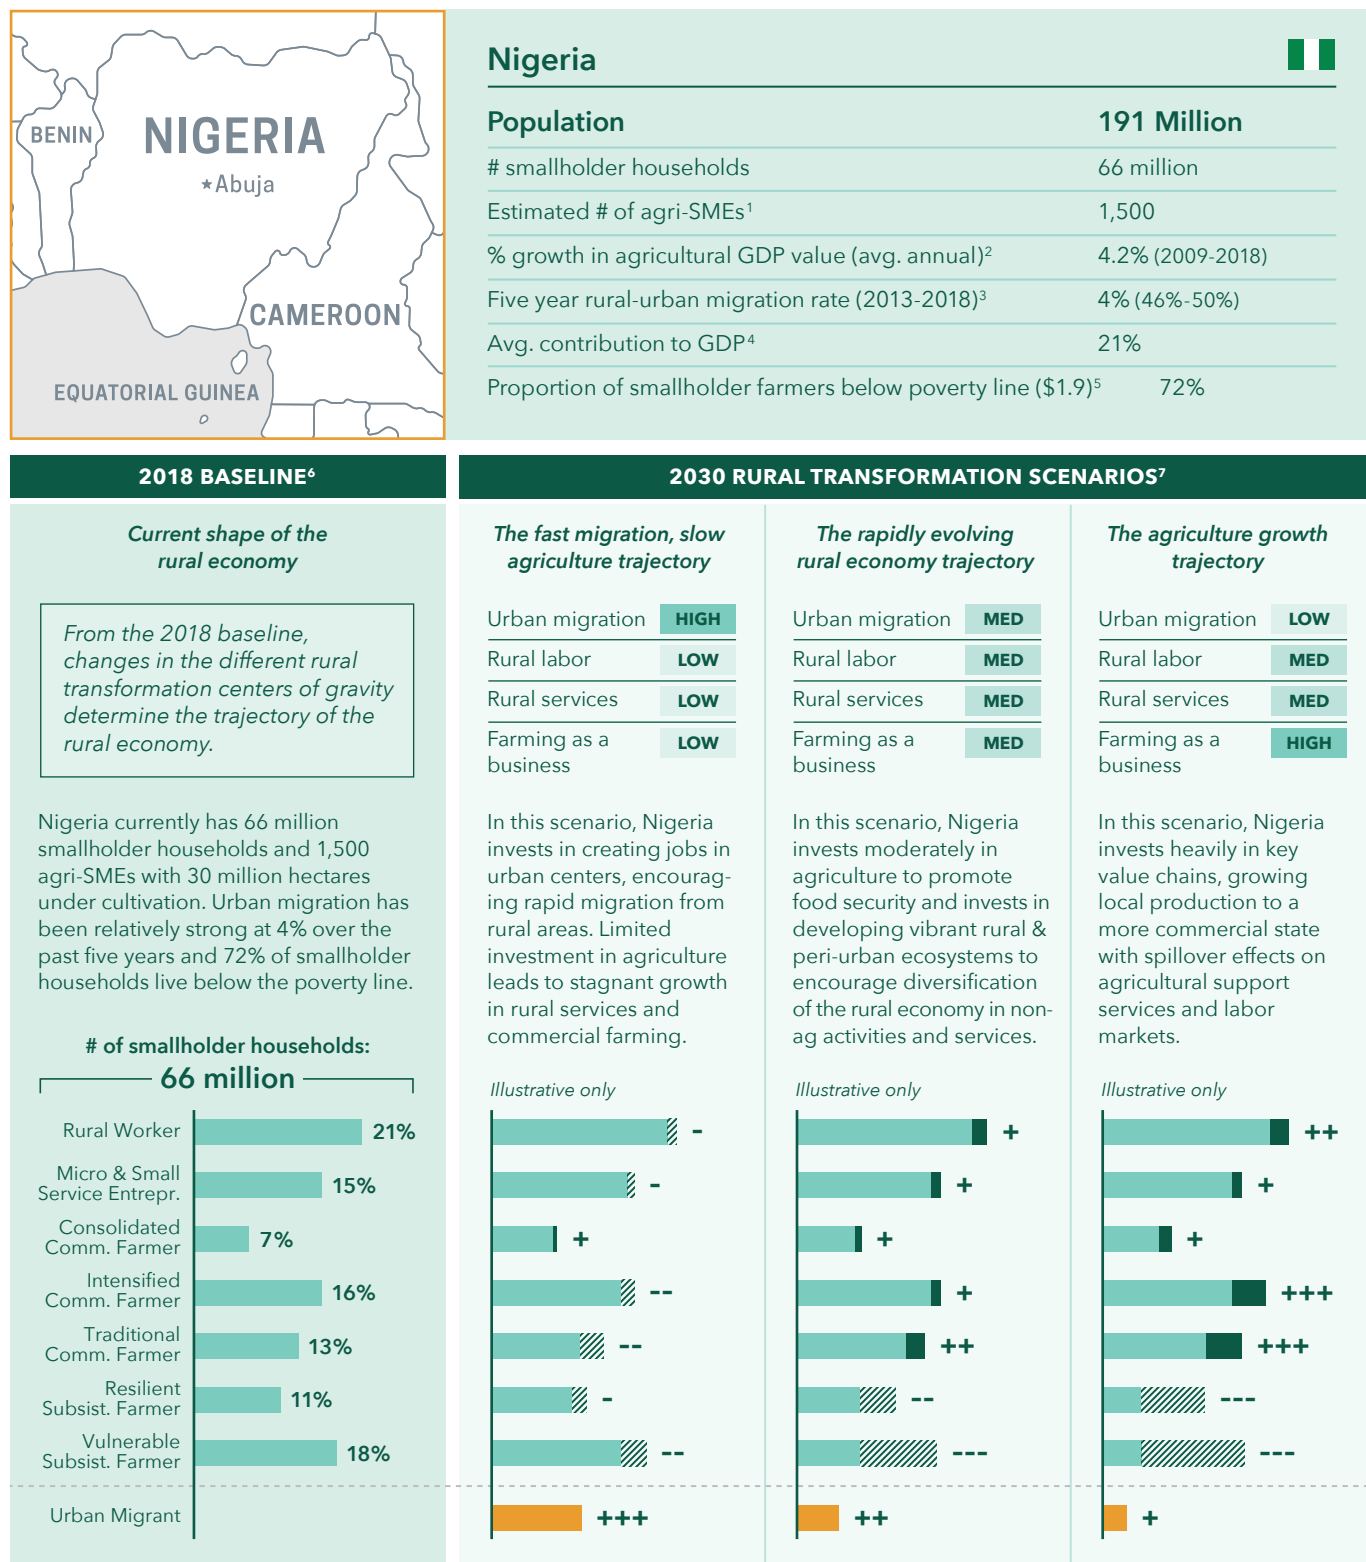 BENIN
NIGERIA
★Abuja
CAMEROON
EQUATORIAL GUINEA
Nigeria
Population 191 Million
# smallholder households 66 million
Estimated # of agri-SMEs¹ 1,500
% growth in agricultural GDP value (avg. annual)² 4.2% (2009-2018)
Five year rural-urban migration rate (2013-2018)³ 4% (46%-50%)
Avg. contribution to GDP⁴ 21%
Proportion of smallholder farmers below poverty line ($1.9)⁵ 72%
2018 BASELINE⁶
Current shape of the
rural economy
From the 2018 baseline,
changes in the different rural
transformation centers of gravity
determine the trajectory of the
rural economy.
Nigeria currently has 66 million
smallholder households and 1,500
agri-SMEs with 30 million hectares
under cultivation. Urban migration has
been relatively strong at 4% over the
past five years and 72% of smallholder
households live below the poverty line.
# of smallholder households:
66 million
Rural Worker 21%
Micro & Small
Service Entrepr. 15%
Consolidated
Comm. Farmer 7%
Intensified
Comm. Farmer 16%
Traditional
Comm. Farmer 13%
Resilient
Subsist. Farmer 11%
Vulnerable
Subsist. Farmer 18%
Urban Migrant
2030 RURAL TRANSFORMATION SCENARIOS⁷
The fast migration, slow
agriculture trajectory
Urban migration HIGH
Rural labor LOW
Rural services LOW
Farming as a LOW
business
In this scenario, Nigeria
invests in creating jobs in
urban centers, encourag-
ing rapid migration from
rural areas. Limited
investment in agriculture
leads to stagnant growth
in rural services and
commercial farming.
Illustrative only
-
-
+
--
--
-
--
+++
The rapidly evolving
rural economy trajectory
Urban migration MED
Rural labor MED
Rural services MED
Farming as a MED
business
In this scenario, Nigeria
invests moderately in
agriculture to promote
food security and invests in
developing vibrant rural &
peri-urban ecosystems to
encourage diversification
of the rural economy in non-
ag activities and services.
Illustrative only
+
+
+
+
++
--
---
++
The agriculture growth
trajectory
Urban migration LOW
Rural labor MED
Rural services MED
Farming as a HIGH
business
In this scenario, Nigeria
invests heavily in key
value chains, growing
local production to a
more commercial state
with spillover effects on
agricultural support
services and labor
markets.
Illustrative only
++
+
+
+++
+++
---
---
+